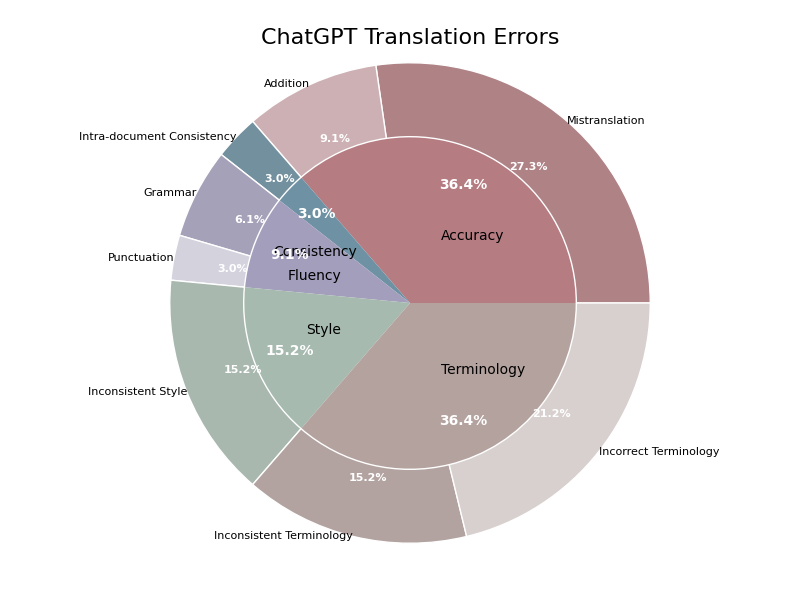 ChatGPT Translation Errors
Addition
Mistranslation
Intra-document Consistency
9.1%
27.3%
3.0%
36.4%
Grammar
6.1%
3.0%
Accuracy
Consistency
9.1%
Punctuation
3.0%
Fluency
Style
15.2%
Inconsistent Style
15.2%
Terminology
36.4%
21.2%
Incorrect Terminology
15.2%
Inconsistent Terminology